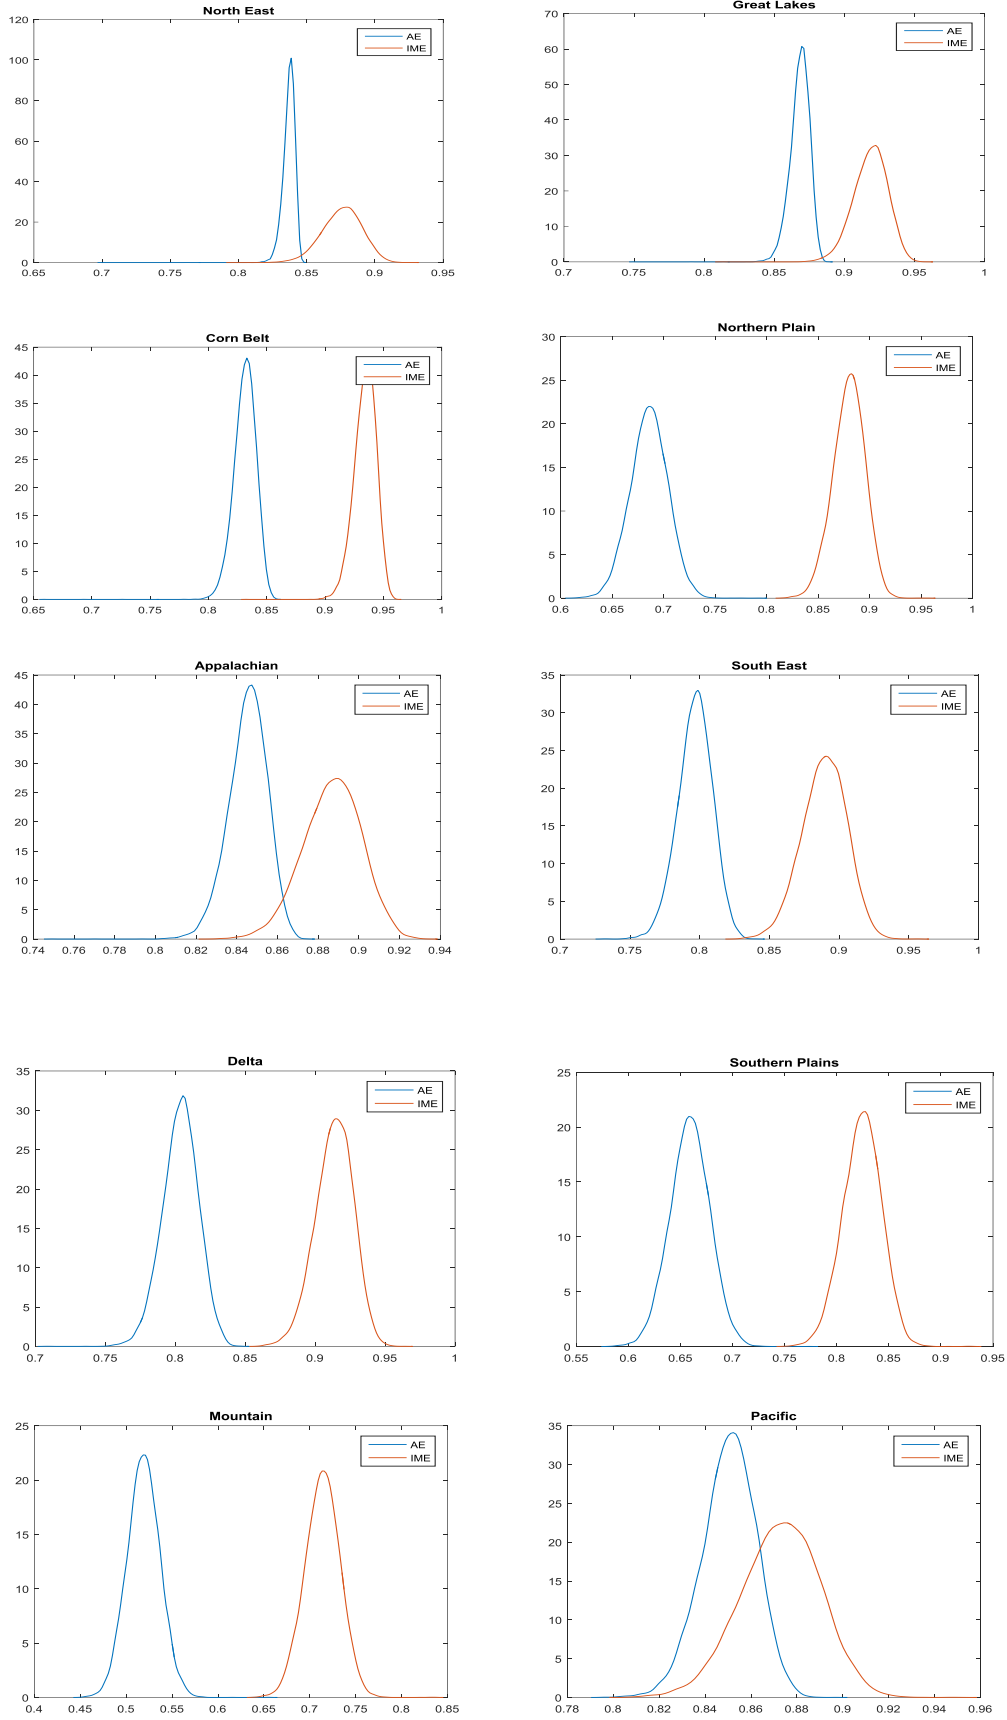 North East
120
100
80
60
40
20
0
AE
IME
0.65 0.7 0.75 0.8 0.85 0.9 0.95
Great Lakes
70
60
50
40
30
20
10
0
AE
IME
0.7 0.75 0.8 0.85 0.9 0.95 1
Corn Belt
45
40
35
30
25
20
15
10
5
0
AE
IME
0.65 0.7 0.75 0.8 0.85 0.9 0.95 1
Northern Plain
30
25
20
15
10
5
0
AE
IME
0.6 0.65 0.7 0.75 0.8 0.85 0.9 0.95 1
Appalachian
45
40
35
30
25
20
15
10
5
0
AE
IME
0.74 0.76 0.78 0.8 0.82 0.84 0.86 0.88 0.9 0.92 0.94
South East
35
30
25
20
15
10
5
0
AE
IME
0.7 0.75 0.8 0.85 0.9 0.95 1
Delta
35
30
25
20
15
10
5
0
AE
IME
0.7 0.75 0.8 0.85 0.9 0.95 1
Southern Plains
25
20
15
10
5
0
AE
IME
0.55 0.6 0.65 0.7 0.75 0.8 0.85 0.9 0.95
Mountain
25
20
15
10
5
0
AE
IME
0.4 0.45 0.5 0.55 0.6 0.65 0.7 0.75 0.8 0.85
Pacific
35
30
25
20
15
10
5
0
AE
IME
0.78 0.8 0.82 0.84 0.86 0.88 0.9 0.92 0.94 0.96